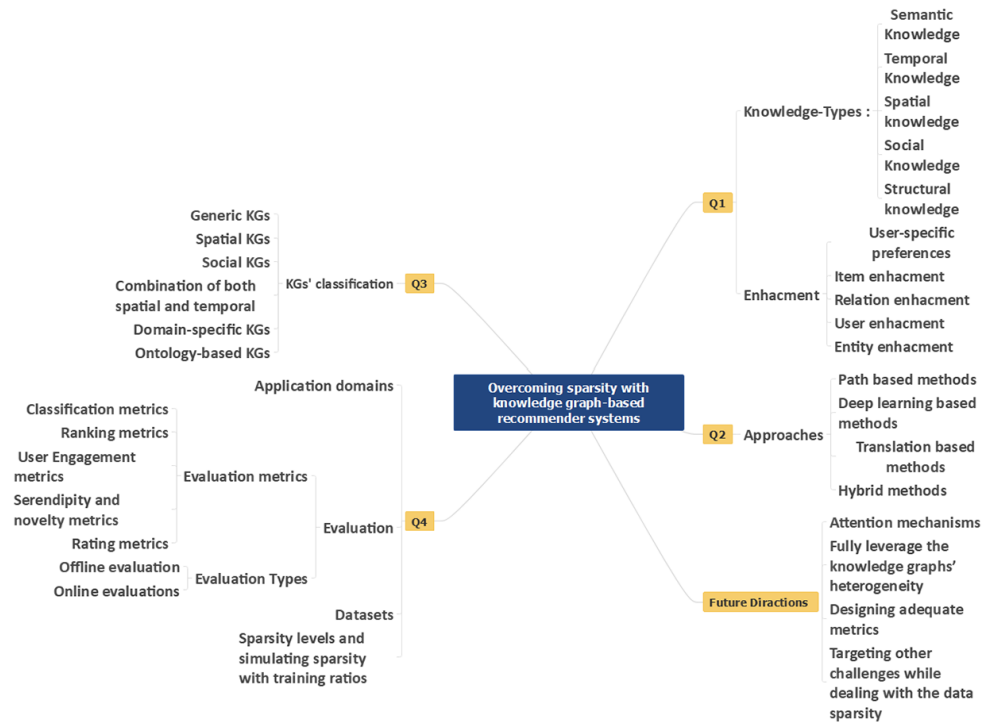 Overcoming sparsity with
knowledge graph-based
recommender systems
Q1
Knowledge-Types :
Semantic
Knowledge
Temporal
Knowledge
Spatial
knowledge
Social
Knowledge
Structural
knowledge
Enhacment
User-specific
preferences
Item enhacment
Relation enhacment
User enhacment
Entity enhacment
Q2
Approaches
Path based methods
Deep learning based
methods
Translation based
methods
Hybrid methods
Future Dirctions
Attention mechanisms
Fully leverage the
knowledge graphs’
heterogeneity
Designing adequate
metrics
Targeting other
challenges while
dealing with the data
sparsity
Q3
KGs' classification
Generic KGs
Spatial KGs
Social KGs
Combination of both
spatial and temporal
Domain-specific KGs
Ontology-based KGs
Q4
Application domains
Evaluation
Evaluation metrics
Classification metrics
Ranking metrics
User Engagement
metrics
Serendipity and
novelty metrics
Rating metrics
Evaluation Types
Offline evaluation
Online evaluations
Datasets
Sparsity levels and
simulating sparsity
with training ratios